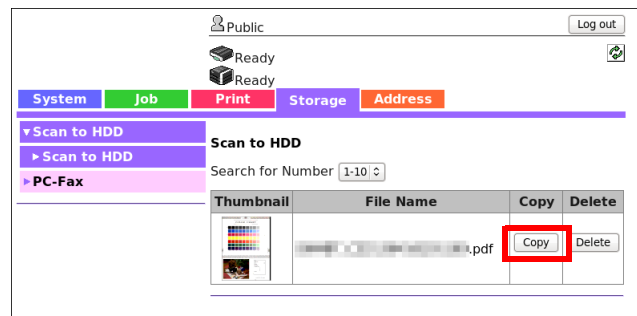 Public
Log out
Ready
Ready
System Job Print Storage Address
Scan to HDD
Scan to HDD
PC-Fax
Scan to HDD
Search for Number 1-10
Thumbnail File Name Copy Delete
.pdf Copy Delete